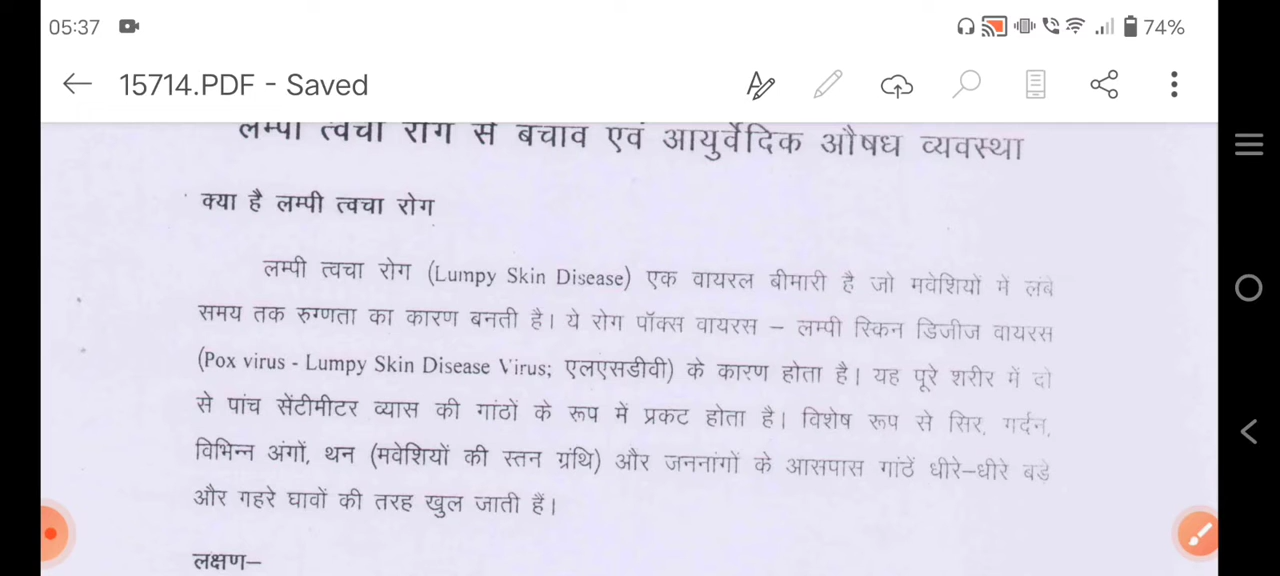 05:37
74%
15714.PDF - Saved
लम्पी त्वचा रोग से बचाव एवं आयुर्वेदिक औषध व्यवस्था
क्या है लम्पी त्वचा रोग
लम्पी त्वचा रोग (Lumpy Skin Disease) एक वायरल बीमारी है जो मवेशियों में लंबे
समय तक रुग्णता का कारण बनती है। ये रोग पॉक्स वायरस – लम्पी स्किन डिजीज वायरस
(Pox virus - Lumpy Skin Disease Virus; एलएसडीवी) के कारण होता है। यह पूरे शरीर में दो
से पांच सेंटीमीटर व्यास की गांठों के रूप में प्रकट होता है। विशेष रूप से सिर, गर्दन,
विभिन्न अंगों, थन (मवेशियों की स्तन ग्रंथि) और जननांगों के आसपास गांठें धीरे–धीरे बड़े
और गहरे घावों की तरह खुल जाती हैं।
लक्षण–